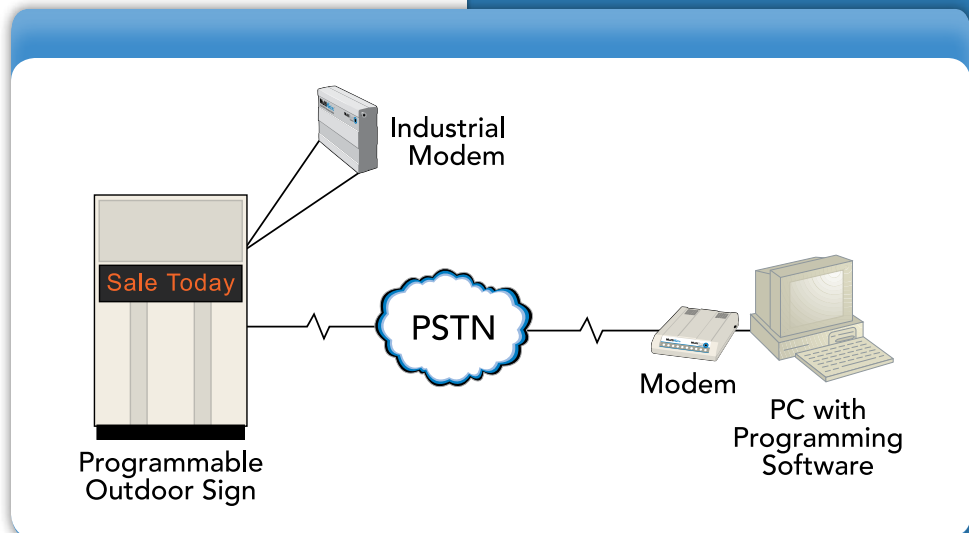 Industrial
Modem
Sale Today
PSTN
Modem
Programmable
Outdoor Sign
PC with
Programming
Software